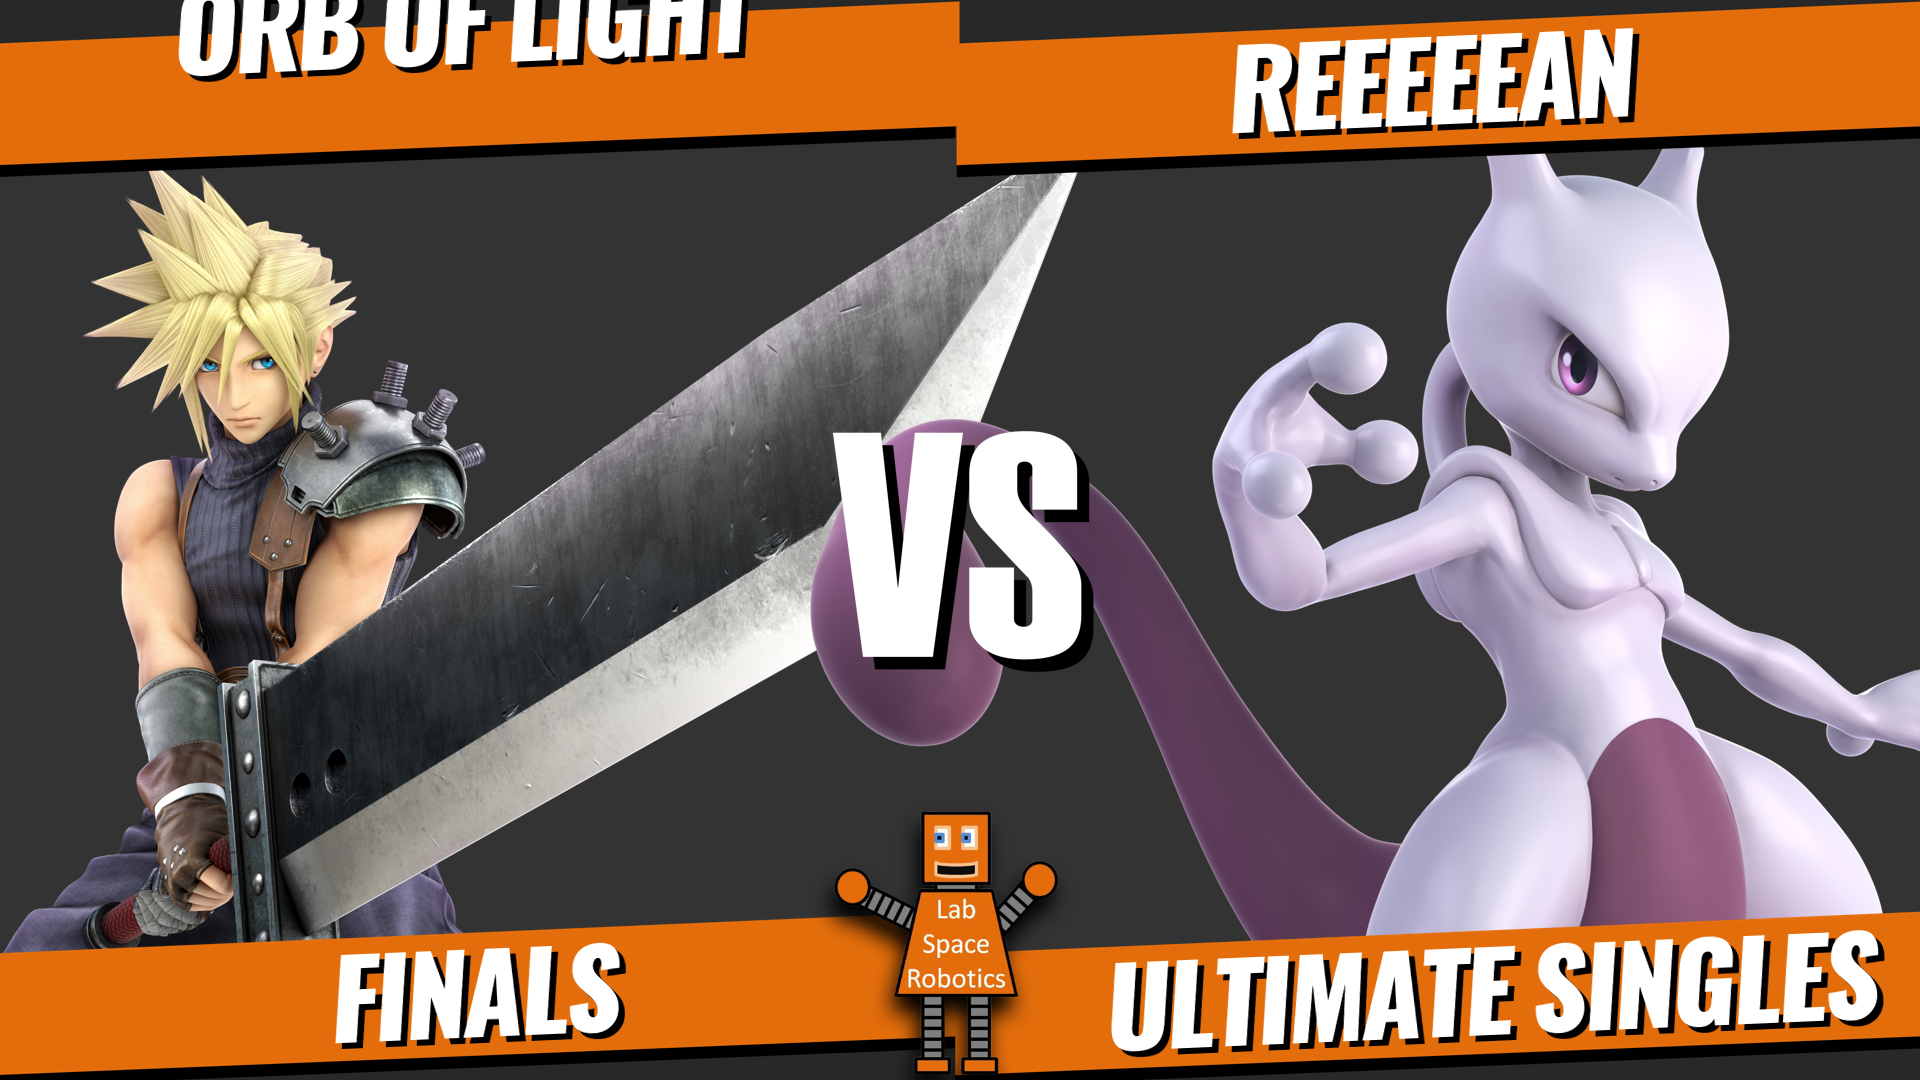 ORB OF LIGHT
REEEEEAN
VS
Lab
Space
Robotics
FINALS
ULTIMATE SINGLES